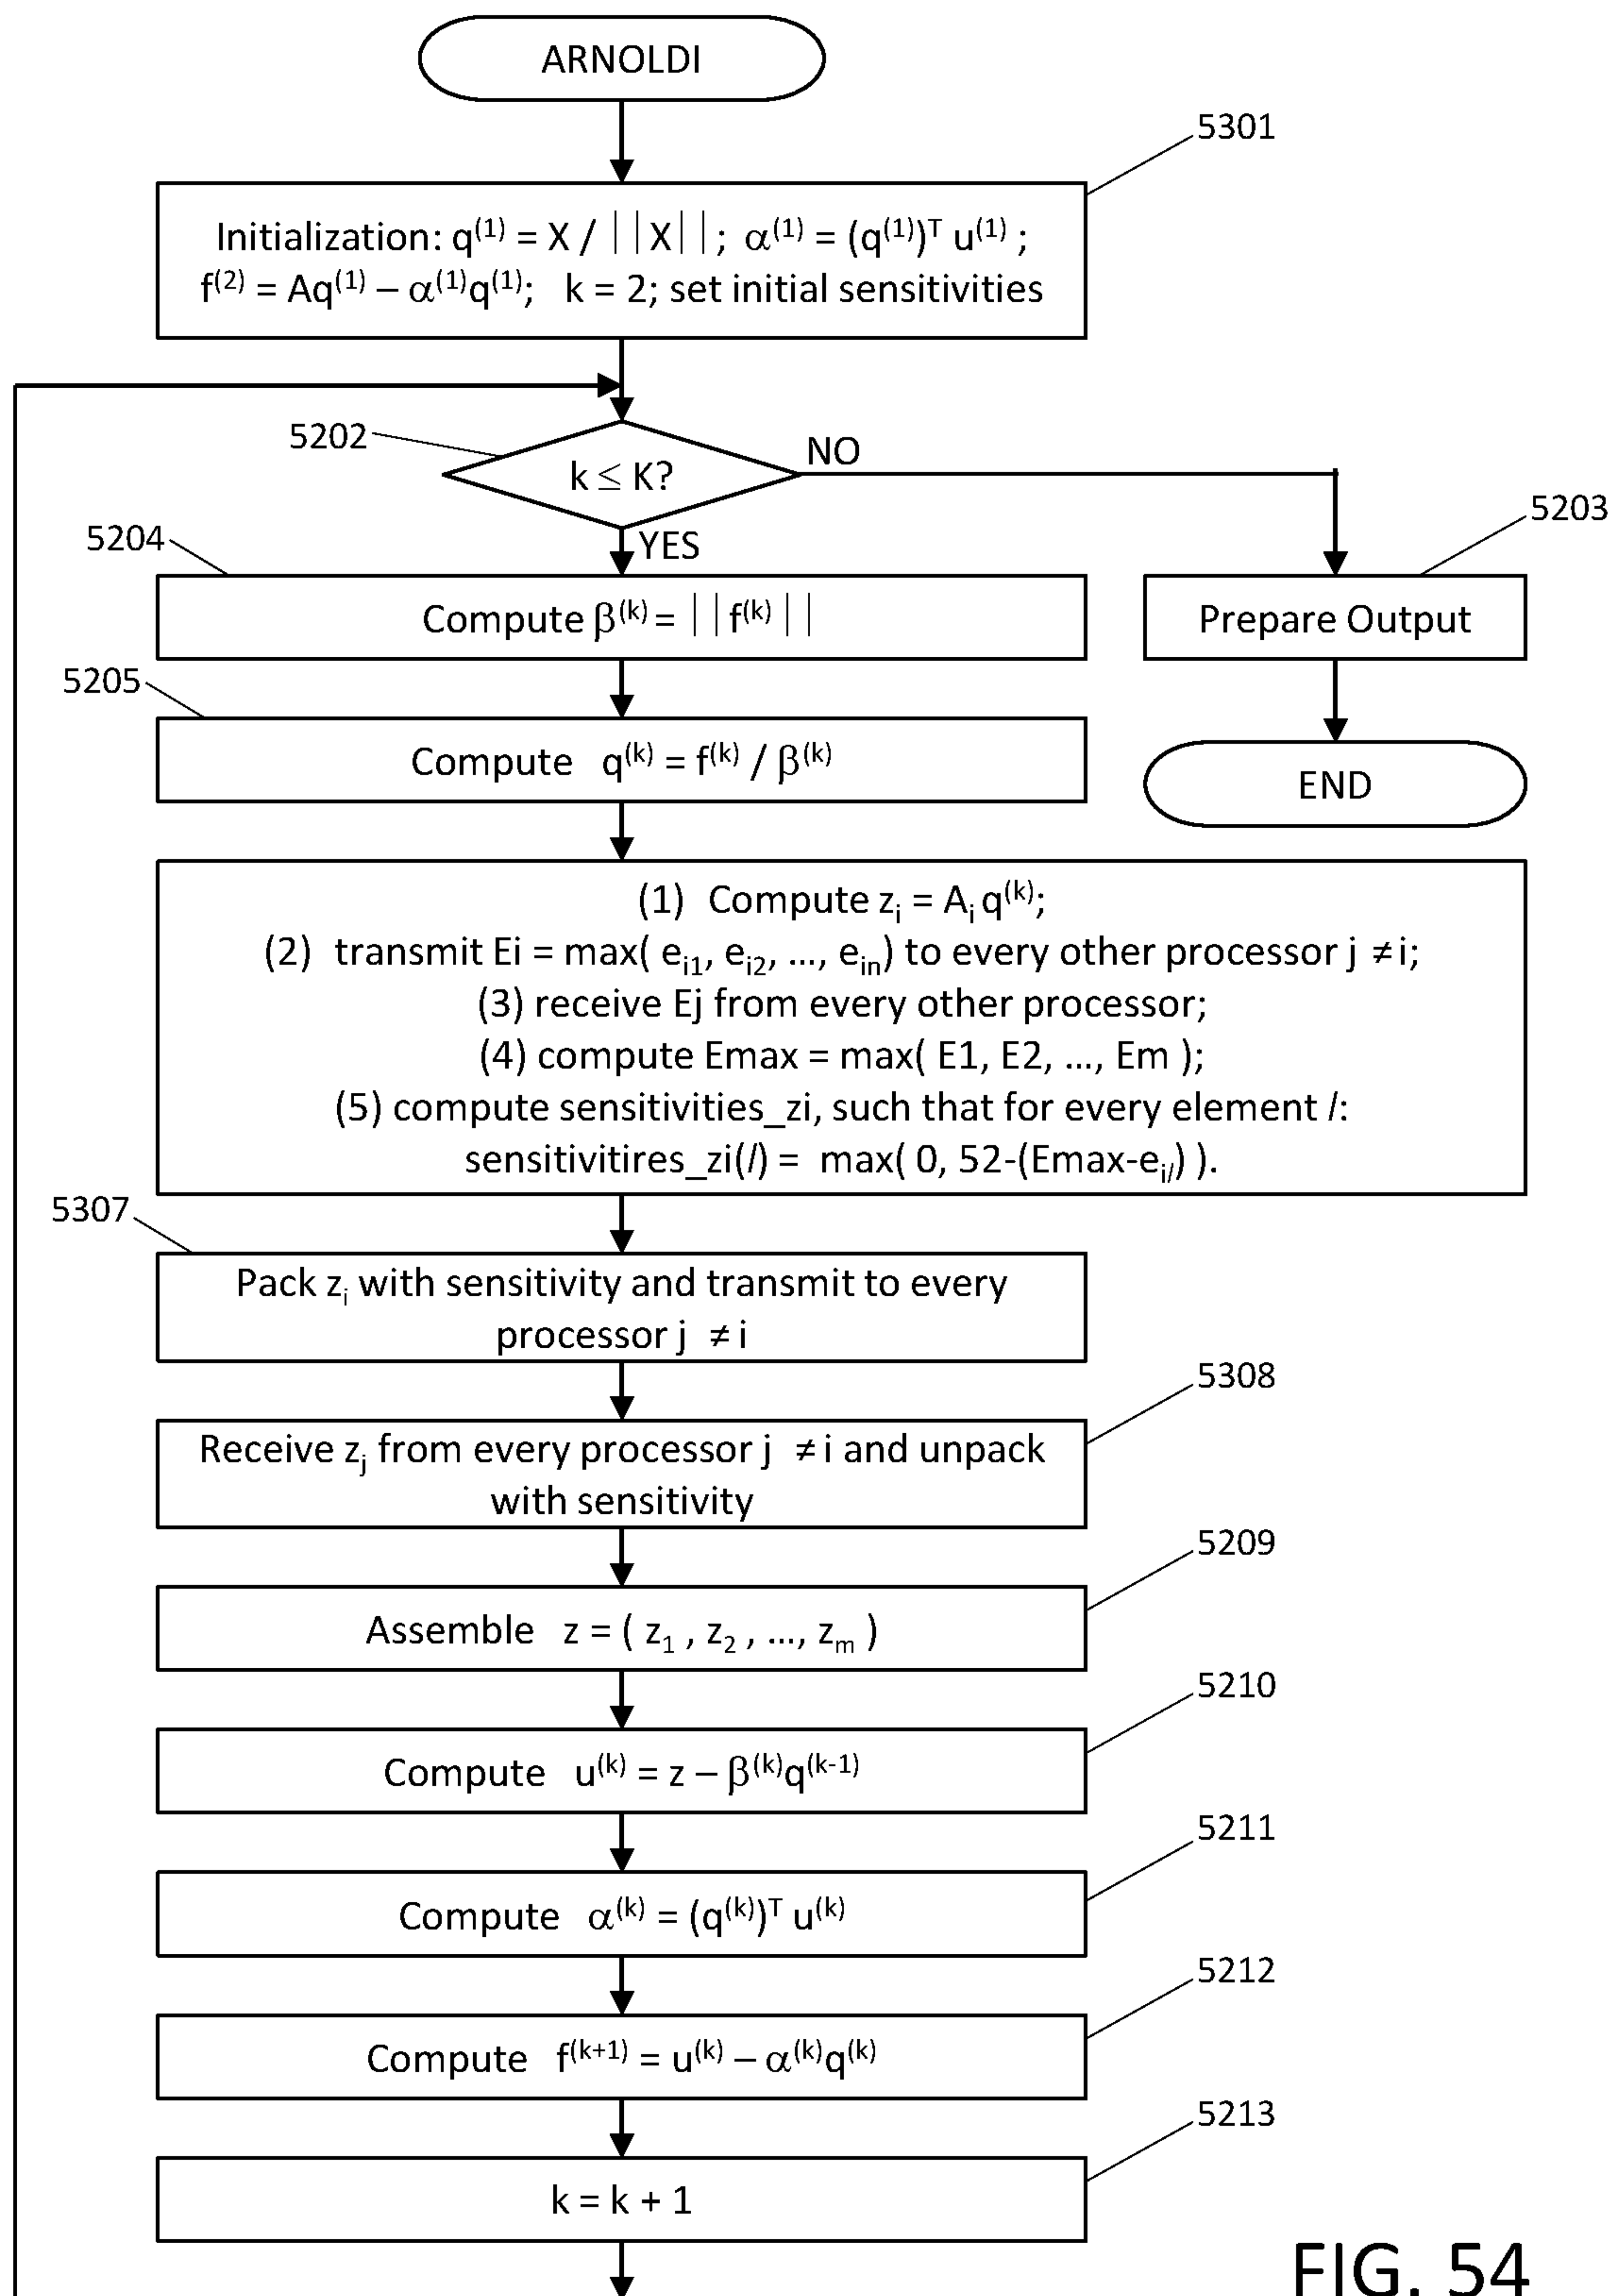 ARNOLDI
5301
Initialization: q⁽¹⁾ = X / ||X||; α⁽¹⁾ = (q⁽¹⁾)ᵀ u⁽¹⁾ ;
f⁽²⁾ = Aq⁽¹⁾ – α⁽¹⁾q⁽¹⁾; k = 2; set initial sensitivities
5202
k ≤ K?
NO
YES
5203
Prepare Output
END
5204
Compute β⁽ᵏ⁾ = ||f⁽ᵏ⁾||
5205
Compute q⁽ᵏ⁾ = f⁽ᵏ⁾ / β⁽ᵏ⁾
(1) Compute zᵢ = Aᵢ q⁽ᵏ⁾;
(2) transmit Ei = max( eᵢ₁, eᵢ₂, ..., eᵢₙ) to every other processor j ≠ i;
(3) receive Ej from every other processor;
(4) compute Emax = max( E1, E2, ..., Em );
(5) compute sensitivities_zi, such that for every element l:
sensitivitires_zi(l) = max( 0, 52-(Emax-eᵢₗ) ).
5307
Pack zᵢ with sensitivity and transmit to every
processor j ≠ i
5308
Receive zⱼ from every processor j ≠ i and unpack
with sensitivity
5209
Assemble z = ( z₁ , z₂ , ..., zₘ )
5210
Compute u⁽ᵏ⁾ = z – β⁽ᵏ⁾q⁽ᵏ⁻¹⁾
5211
Compute α⁽ᵏ⁾ = (q⁽ᵏ⁾)ᵀ u⁽ᵏ⁾
5212
Compute f⁽ᵏ⁺¹⁾ = u⁽ᵏ⁾ – α⁽ᵏ⁾q⁽ᵏ⁾
5213
k = k + 1
FIG. 54